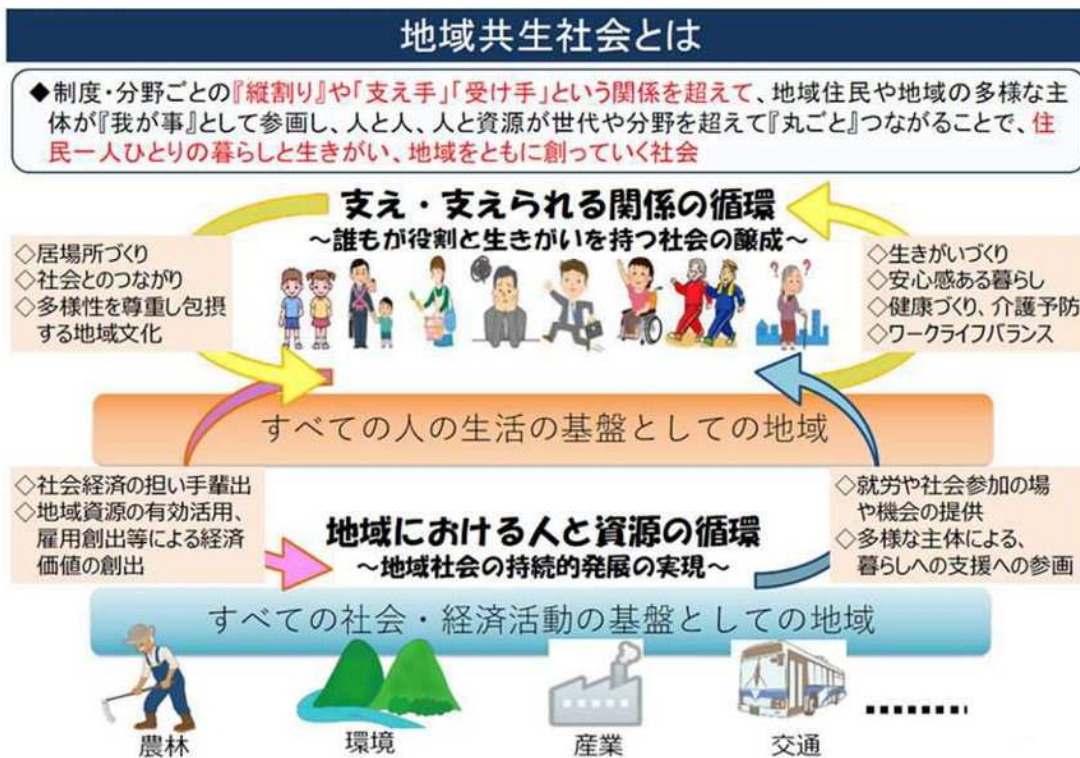 地域共生社会とは
◆制度・分野ごとの『縦割り』や「支え手」「受け手」という関係を超えて、地域住民や地域の多様な主
体が『我が事』として参画し、人と人、人と資源が世代や分野を超えて『丸ごと』つながることで、住
民一人ひとりの暮らしと生きがい、地域をともに創っていく社会
支え・支えられる関係の循環
～誰もが役割と生きがいを持つ社会の醸成～
◇居場所づくり
◇社会とのつながり
◇多様性を尊重し包摂
する地域文化
◇生きがいづくり
◇安心感ある暮らし
◇健康づくり、介護予防
◇ワークライフバランス
? ?
すべての人の生活の基盤としての地域
◇社会経済の担い手輩出
◇地域資源の有効活用、
雇用創出等による経済
価値の創出
地域における人と資源の循環
～地域社会の持続的発展の実現～
◇就労や社会参加の場
や機会の提供
◇多様な主体による、
暮らしへの支援への参画
すべての社会・経済活動の基盤としての地域
農林
環境
産業
交通